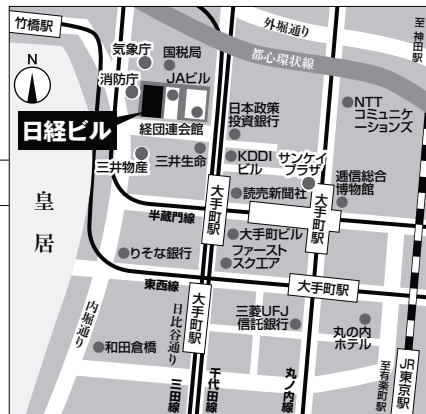 竹橋駅
外堀通り
至神田駅
気象庁
国税局
N
都心環状線
消防庁
JAビル
日経ビル
経団連会館
日本政策
投資銀行
NTT
コミュニケ
ーションズ
三井物産
三井生命
KDDI
ビル
サンケイ
プラザ
読売新聞社
逓信総合
博物館
皇居
半蔵門線
大手町駅
大手町駅
大手町ビル
ファースト
スクエア
りそな銀行
東西線
大手町駅
内堀通り
日比谷通り
大手町駅
三菱UFJ
信託銀行
丸の内
ホテル
和田倉橋
三田線
千代田線
丸ノ内線
至有楽町駅
JR東京駅